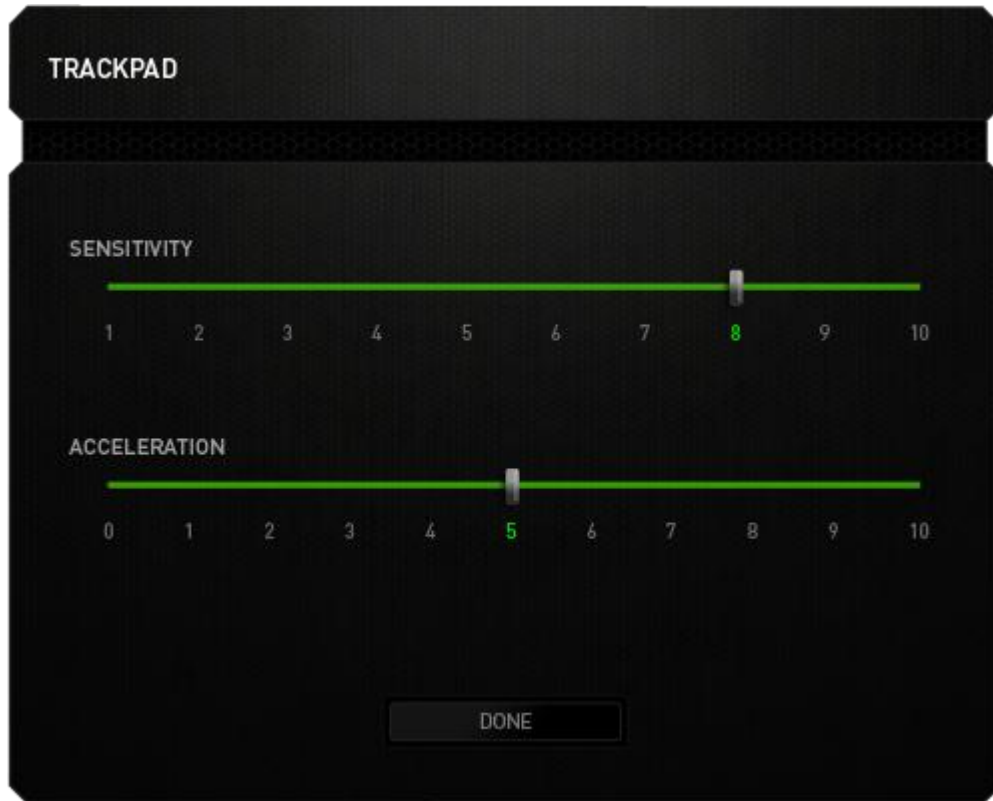 TRACKPAD
SENSITIVITY
1 2 3 4 5 6 7 8 9 10
ACCELERATION
0 1 2 3 4 5 6 7 8 9 10
DONE